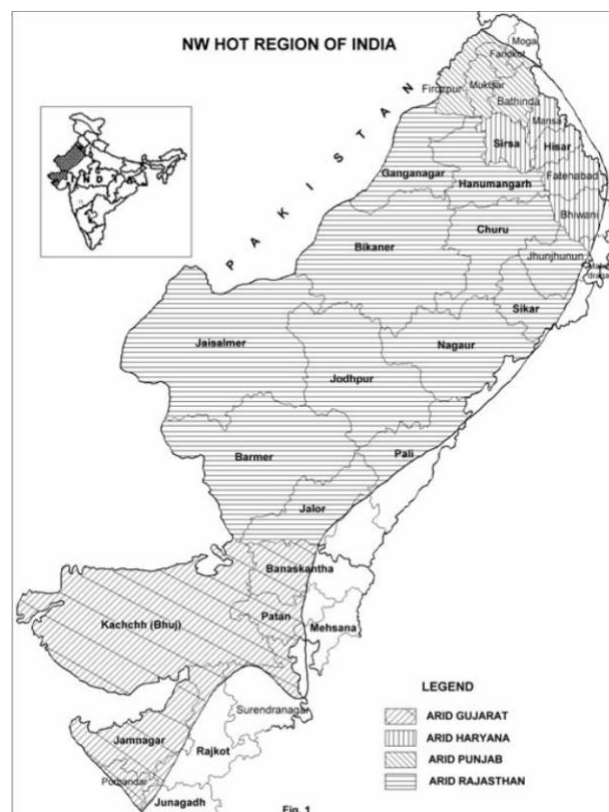 NW HOT REGION OF INDIA
Moga
Faridkot
Firozpur
Muktsar
Bathinda
Mansa
PAKISTAN
Sirsa
Hisar
Ganganagar
Hanumangarh
Fatehabad
INDIA
Bhiwani
Churu
Bikaner
Jhunjhunun
Sikar
Jaisalmer
Nagaur
Jodhpur
Barmer
Pali
Jalor
Banaskantha
Patan
Kachchh (Bhuj)
Mehsana
LEGEND
Surendranagar
ARID GUJARAT
Jamnagar
ARID HARYANA
Rajkot
ARID PUNJAB
Porbandar
ARID RAJASTHAN
Junagadh
Fig. 1